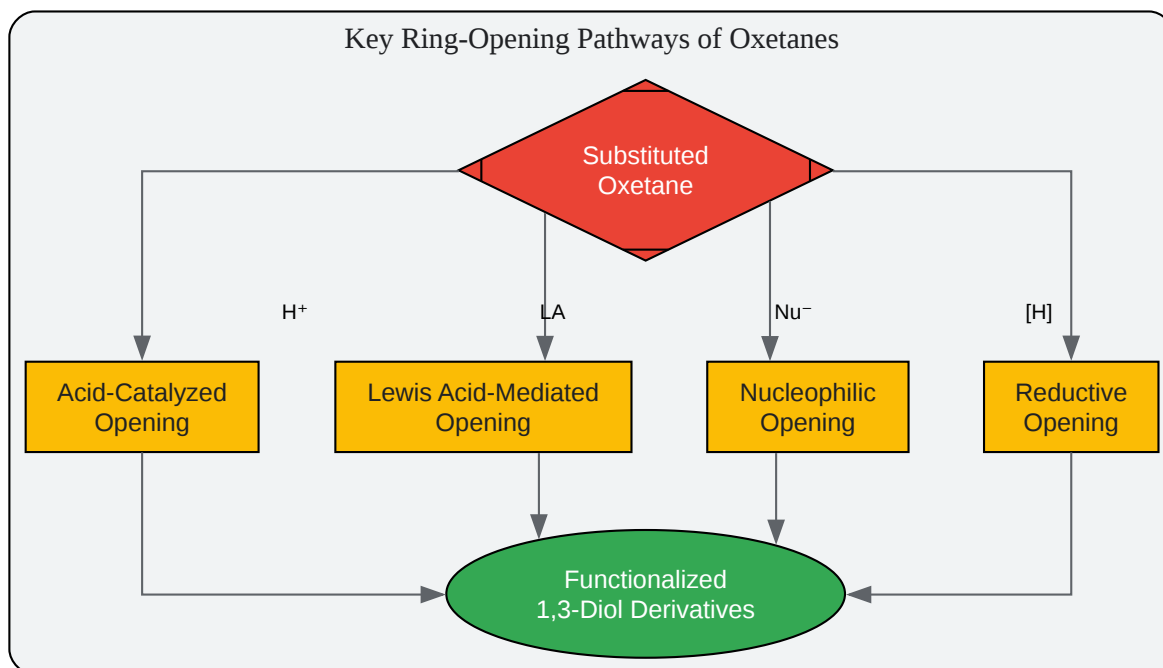 Key Ring-Opening Pathways of Oxetanes
Substituted
Oxetane
H⁺
LA
Nu⁻
[H]
Acid-Catalyzed
Opening
Lewis Acid-Mediated
Opening
Nucleophilic
Opening
Reductive
Opening
Functionalized
1,3-Diol Derivatives